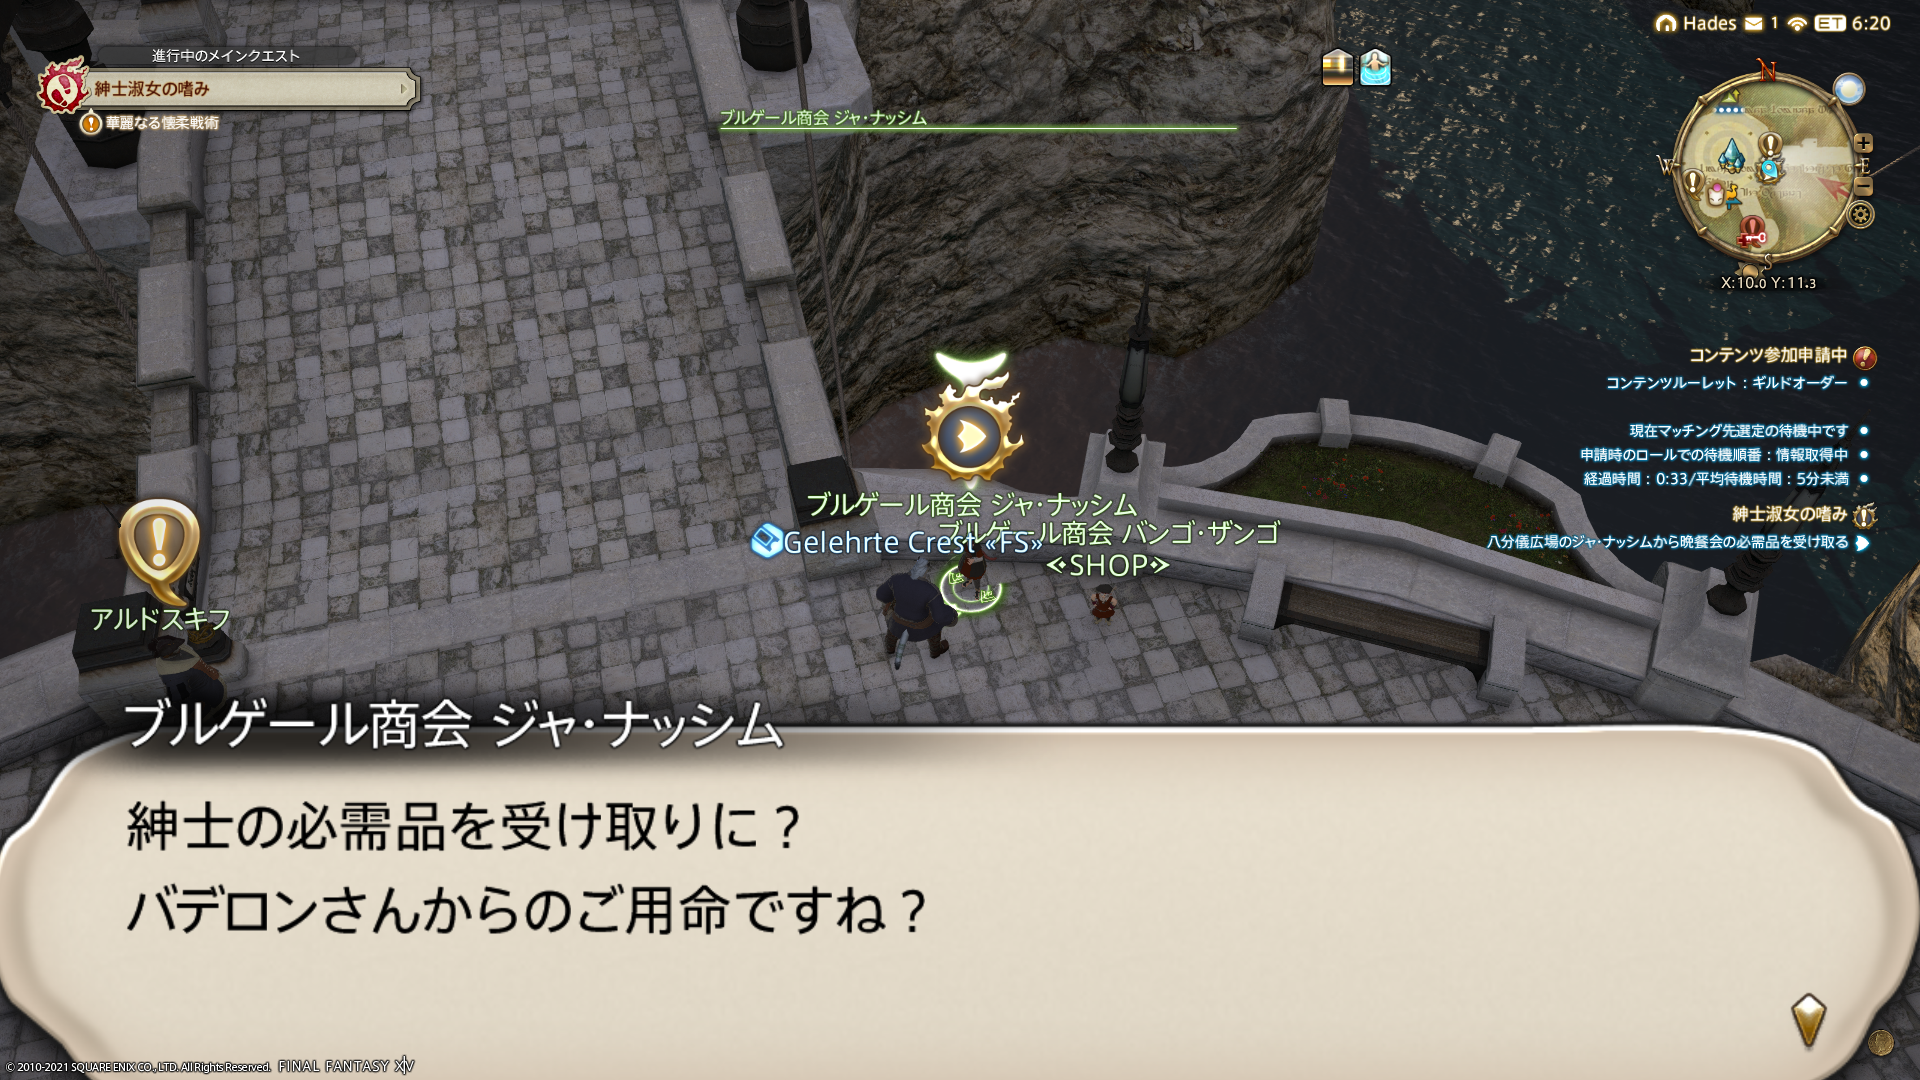 Hades 1 ET 6:20
進行中のメインクエスト
紳士淑女の嗜み
華麗なる懐柔戦術
ブルゲール商会 ジャ・ナッシム
N
W
E
S
X:10.0 Y:11.3
コンテンツ参加申請中
コンテンツルーレット：ギルドオーダー
現在マッチング先選定の待機中です
申請時のロールでの待機順番：情報取得中
経過時間：0:33/平均待機時間：5分未満
紳士淑女の嗜み
八分儀広場のジャ・ナッシムから晩餐会の必需品を受け取る
ブルゲール商会 ジャ・ナッシム
ブルゲール商会 バンゴ・ザンゴ
Gelehrte Crest «FS»
<SHOP>
アルドスキフ
ブルゲール商会 ジャ・ナッシム
紳士の必需品を受け取りに？
バデロンさんからのご用命ですね？
© 2010-2021 SQUARE ENIX CO., LTD. All Rights Reserved. FINAL FANTASY XIV